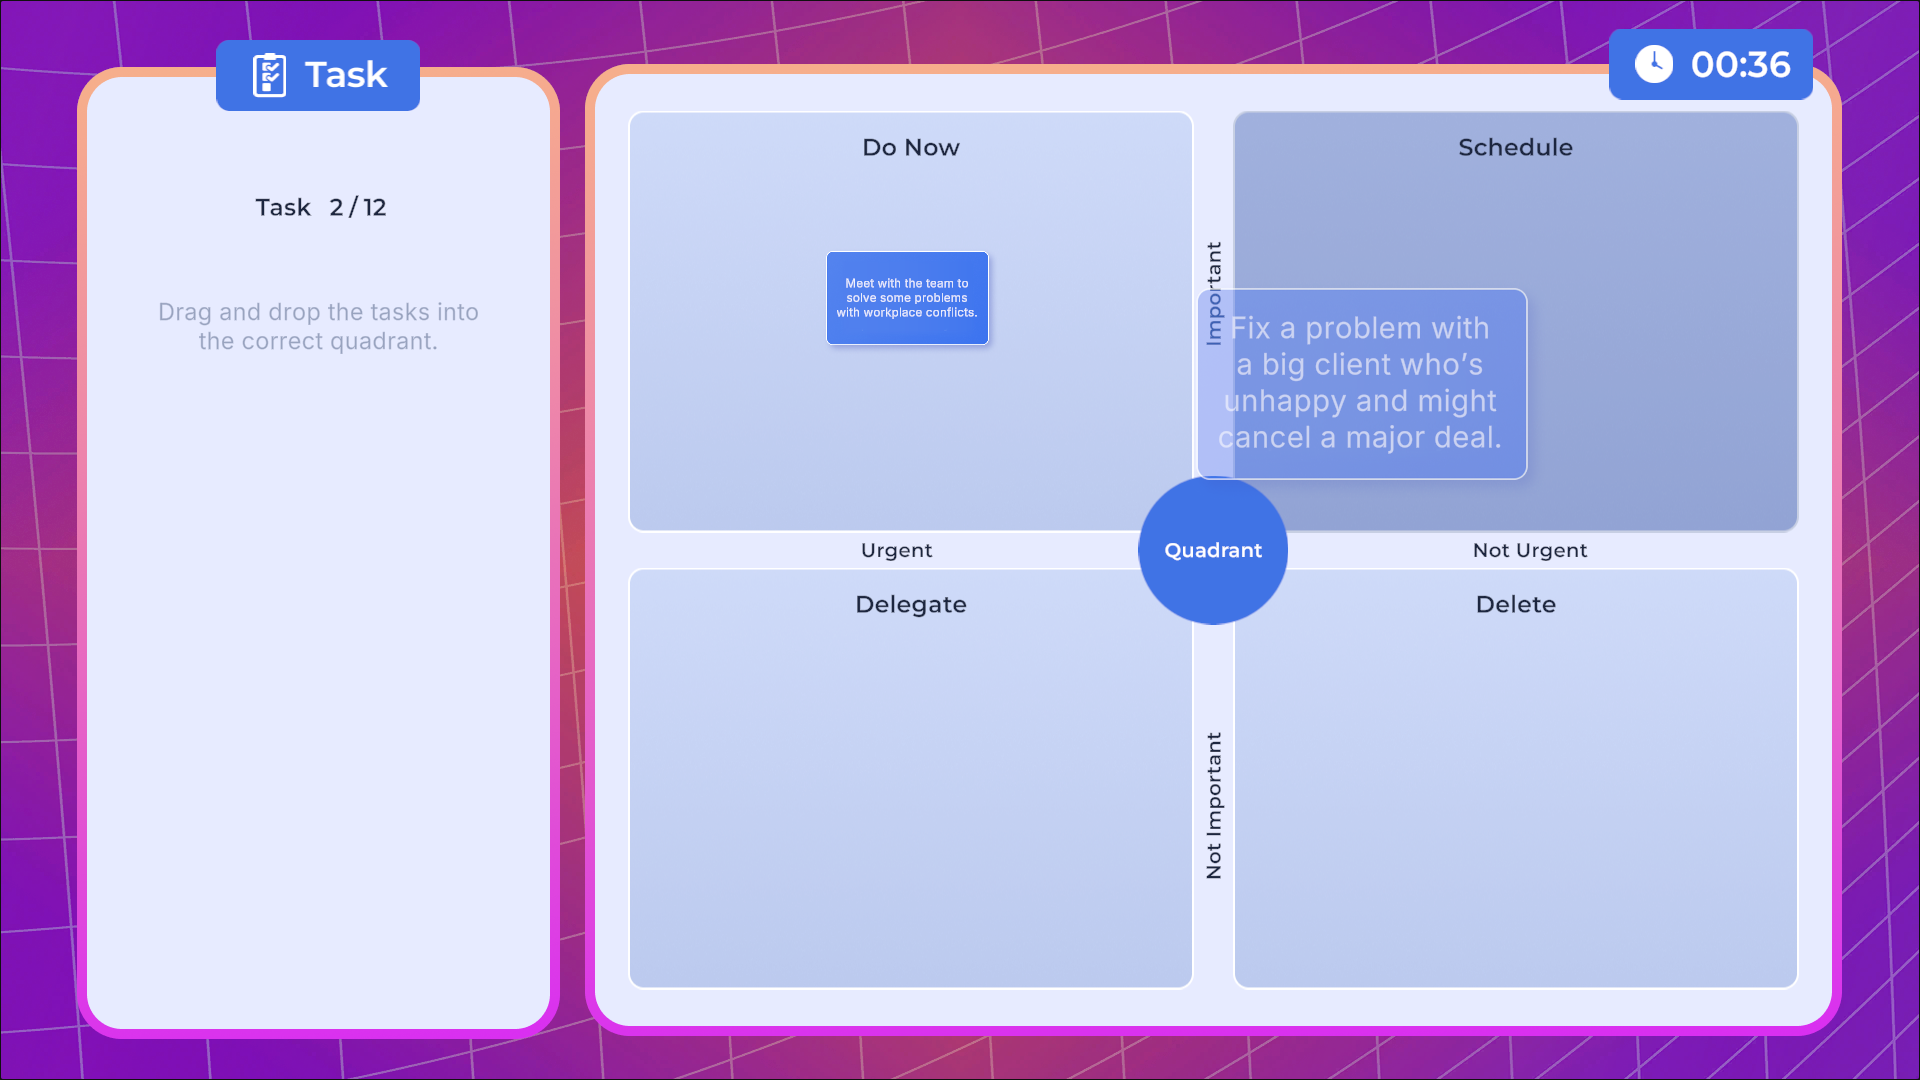 Task
00:36
Task 2 / 12
Drag and drop the tasks into
the correct quadrant.
Do Now
Schedule
Meet with the team to
solve some problems
with workplace conflicts.
Important
Fix a problem with
a big client who’s
unhappy and might
cancel a major deal.
Urgent
Quadrant
Not Urgent
Delegate
Delete
Not Important